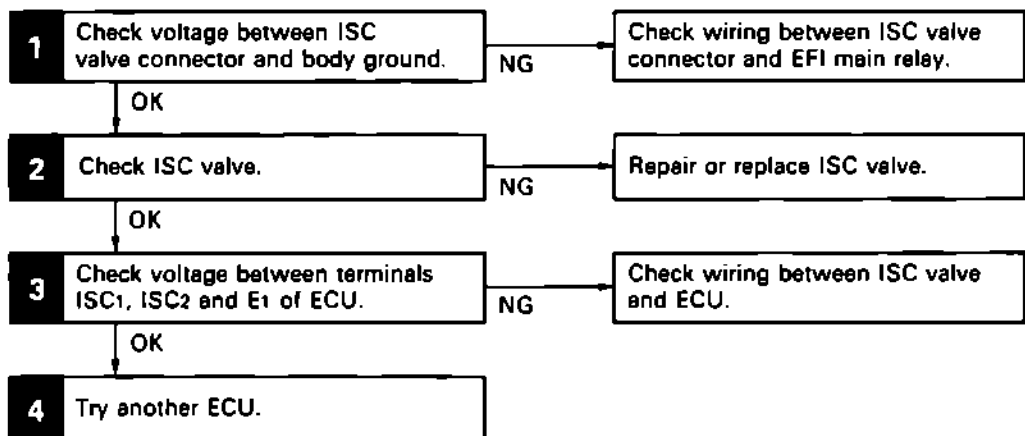 1
Check voltage between ISC
valve connector and body ground.
NG
Check wiring between ISC valve
connector and EFI main relay.
OK
2
Check ISC valve.
NG
Repair or replace ISC valve.
OK
3
Check voltage between terminals
ISC1, ISC2 and E1 of ECU.
NG
Check wiring between ISC valve
and ECU.
OK
4
Try another ECU.